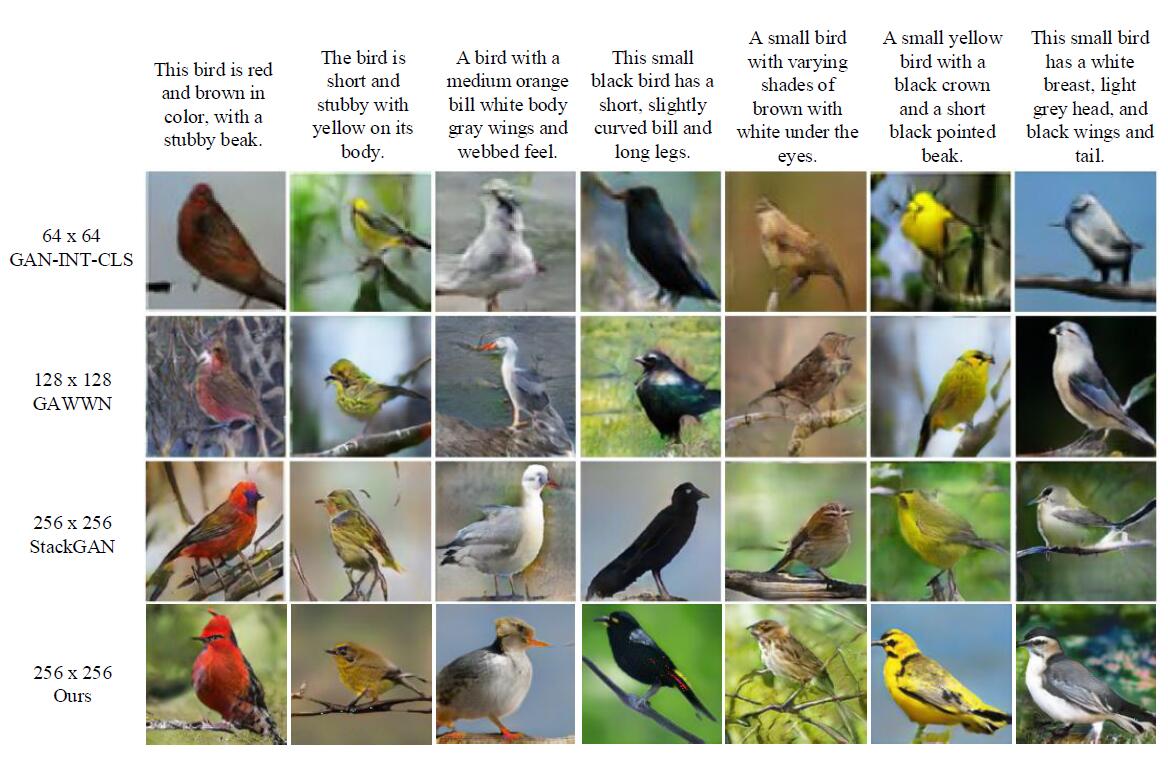 This bird is red
and brown in
color, with a
stubby beak.
The bird is
short and
stubby with
yellow on its
body.
A bird with a
medium orange
bill white body
gray wings and
webbed feel.
This small
black bird has a
short, slightly
curved bill and
long legs.
A small bird
with varying
shades of
brown with
white under the
eyes.
A small yellow
bird with a
black crown
and a short
black pointed
beak.
This small bird
has a white
breast, light
grey head, and
black wings and
tail.
64 x 64
GAN-INT-CLS
128 x 128
GAWWN
256 x 256
StackGAN
256 x 256
Ours